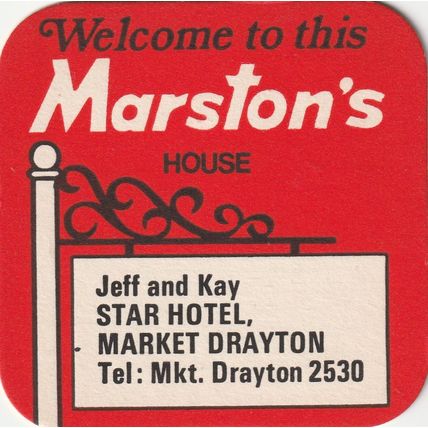 Welcome to this
Marston's
HOUSE
Jeff and Kay
STAR HOTEL,
MARKET DRAYTON
Tel: Mkt. Drayton 2530